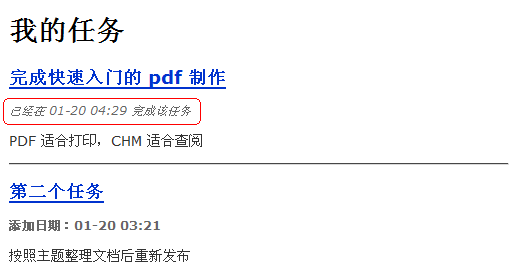 我的任务
完成快速入门的 pdf 制作
已经在 01-20 04:29 完成该任务
PDF 适合打印，CHM 适合查阅
第二个任务
添加日期：01-20 03:21
按照主题整理文档后重新发布